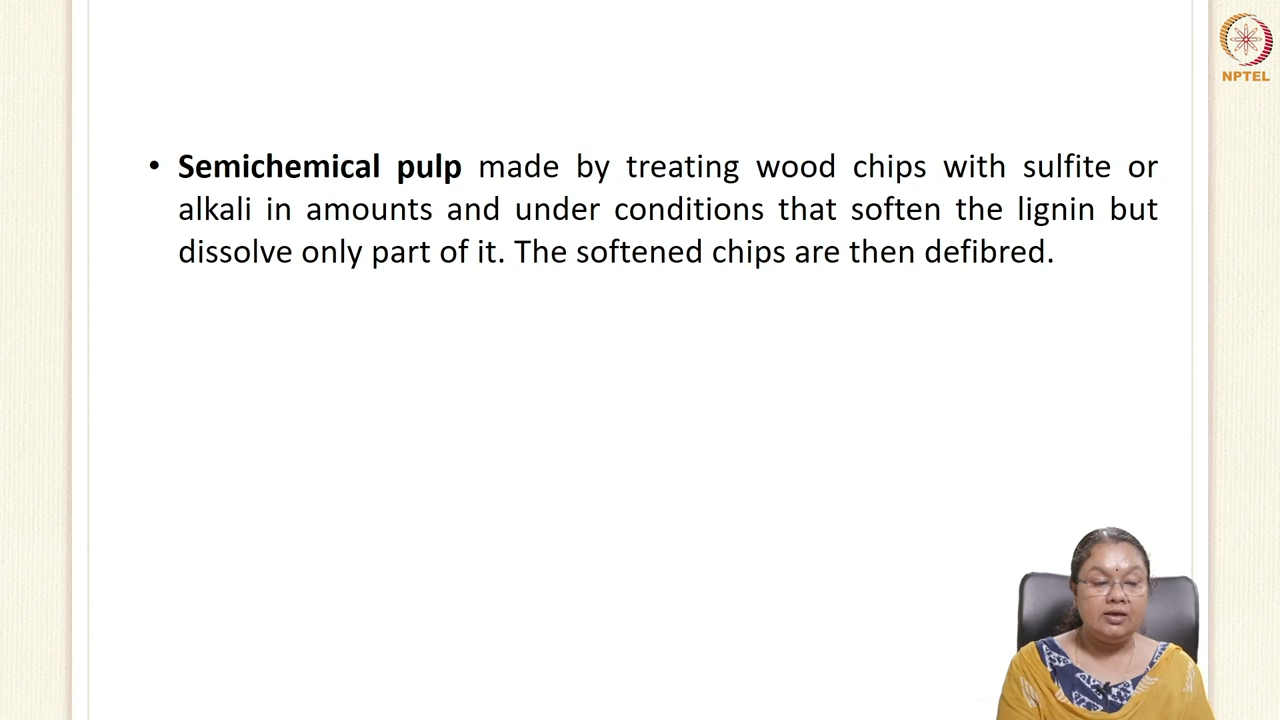 NPTEL
• Semichemical pulp made by treating wood chips with sulfite or
alkali in amounts and under conditions that soften the lignin but
dissolve only part of it. The softened chips are then defibred.